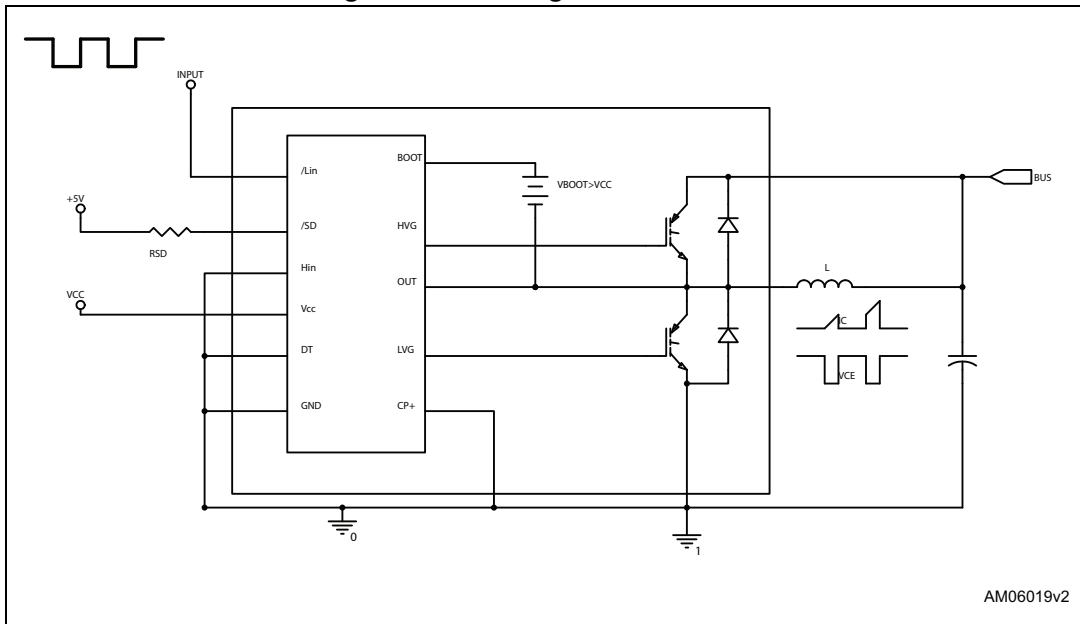 INPUT
+5V
RSD
VCC
/Lin
/SD
Hin
Vcc
DT
GND
BOOT
HVG
OUT
LVG
CP+
VBOOT>VCC
BUS
L
IC
VCE
0
1
AM06019v2